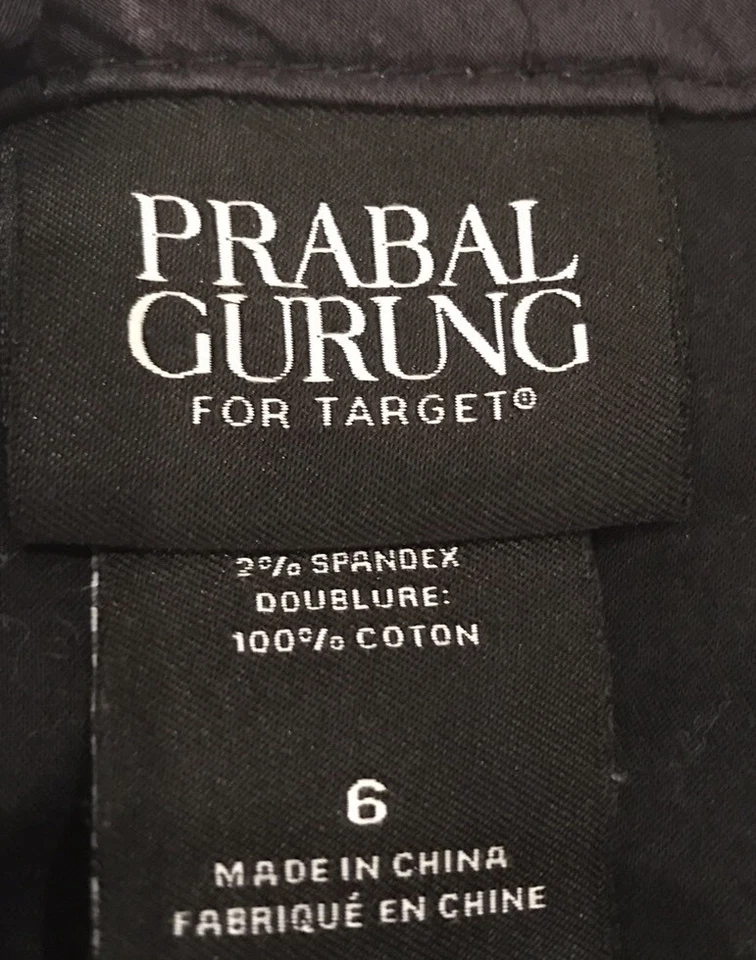 PRABAL
GURUNG
FOR TARGET®
2% SPANDEX
DOUBLURE:
100% COTON
6
MADE IN CHINA
FABRIQUÉ EN CHINE